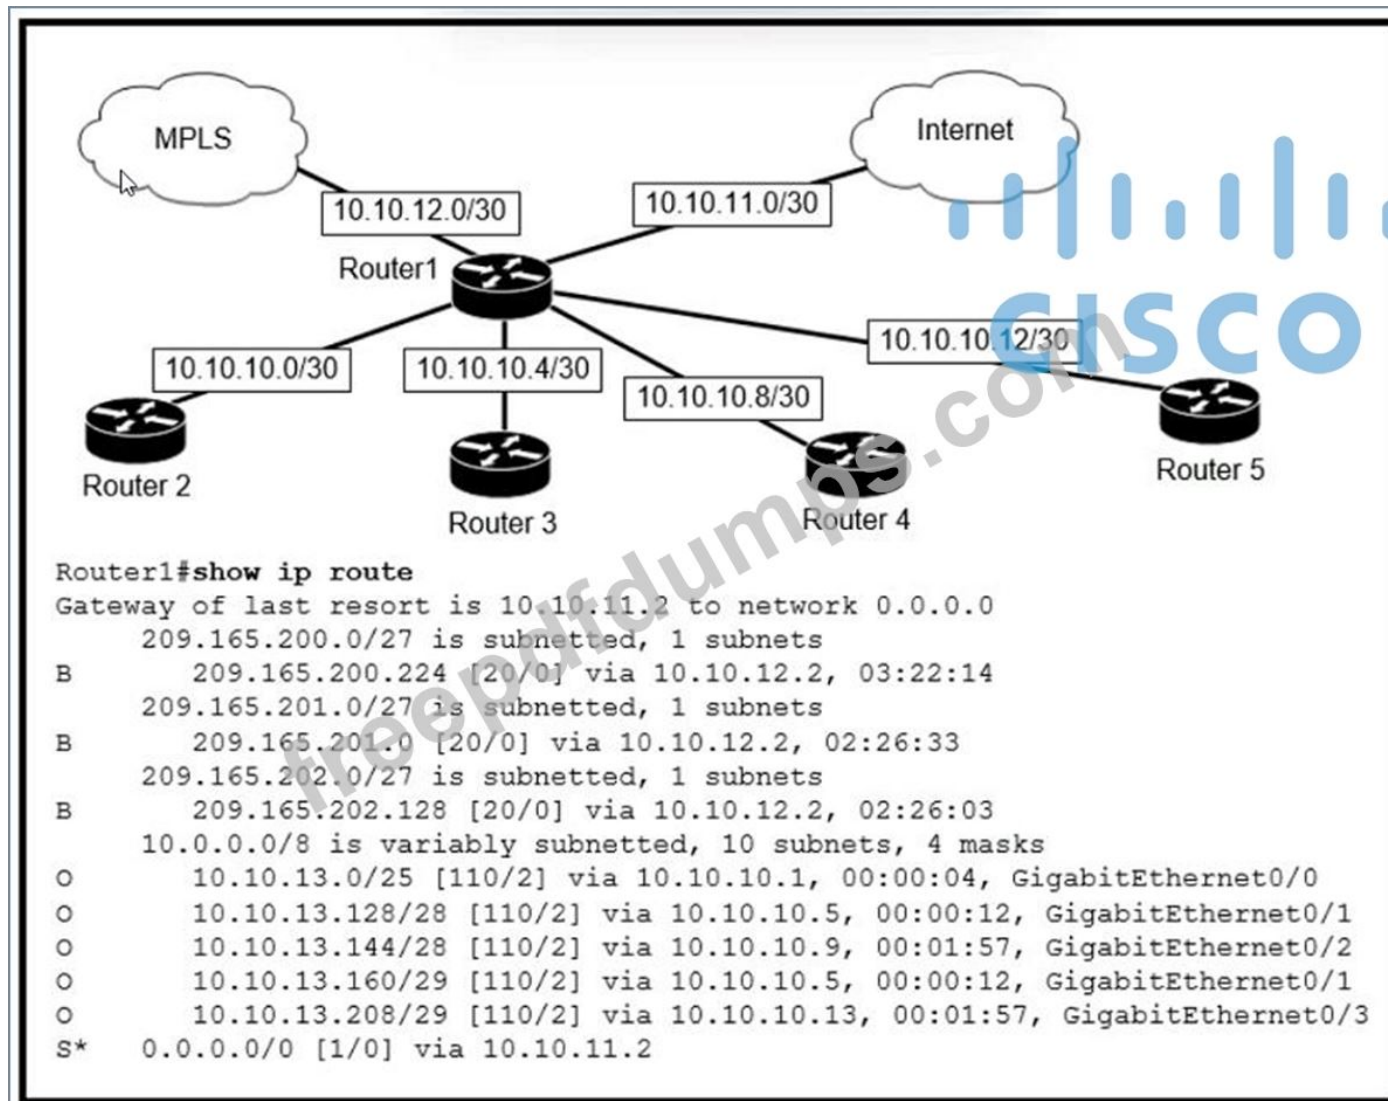 MPLS
Internet
10.10.12.0/30
10.10.11.0/30
Router1
10.10.10.12/30
CISCO
10.10.10.0/30
10.10.10.4/30
10.10.10.8/30
Router 2
Router 3
Router 4
Router 5
freepdfdumps.com
Router1#show ip route
Gateway of last resort is 10.10.11.2 to network 0.0.0.0
209.165.200.0/27 is subnetted, 1 subnets
B 209.165.200.224 [20/0] via 10.10.12.2, 03:22:14
209.165.201.0/27 is subnetted, 1 subnets
B 209.165.201.0 [20/0] via 10.10.12.2, 02:26:33
209.165.202.0/27 is subnetted, 1 subnets
B 209.165.202.128 [20/0] via 10.10.12.2, 02:26:03
10.0.0.0/8 is variably subnetted, 10 subnets, 4 masks
O 10.10.13.0/25 [110/2] via 10.10.10.1, 00:00:04, GigabitEthernet0/0
O 10.10.13.128/28 [110/2] via 10.10.10.5, 00:00:12, GigabitEthernet0/1
O 10.10.13.144/28 [110/2] via 10.10.10.9, 00:01:57, GigabitEthernet0/2
O 10.10.13.160/29 [110/2] via 10.10.10.5, 00:00:12, GigabitEthernet0/1
O 10.10.13.208/29 [110/2] via 10.10.10.13, 00:01:57, GigabitEthernet0/3
S* 0.0.0.0/0 [1/0] via 10.10.11.2